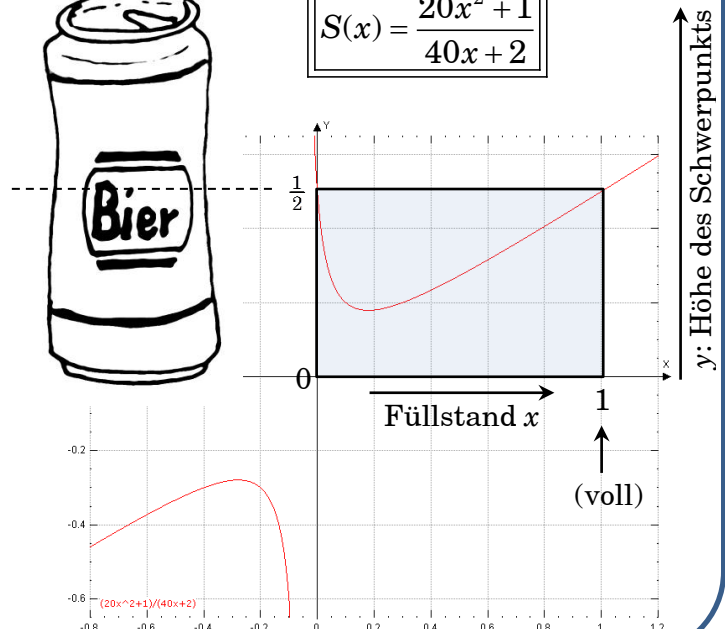 S(x) = (20x² + 1)/(40x + 2)
y: Höhe des Schwerpunkts
Y
1/2
Bier
X
0
1
Füllstand x
(voll)
-0.2
-0.4
-0.6
(20x^2+1)/(40x+2)
-0.8 -0.6 -0.4 -0.2 0 0.2 0.4 0.6 0.8 1 1.2